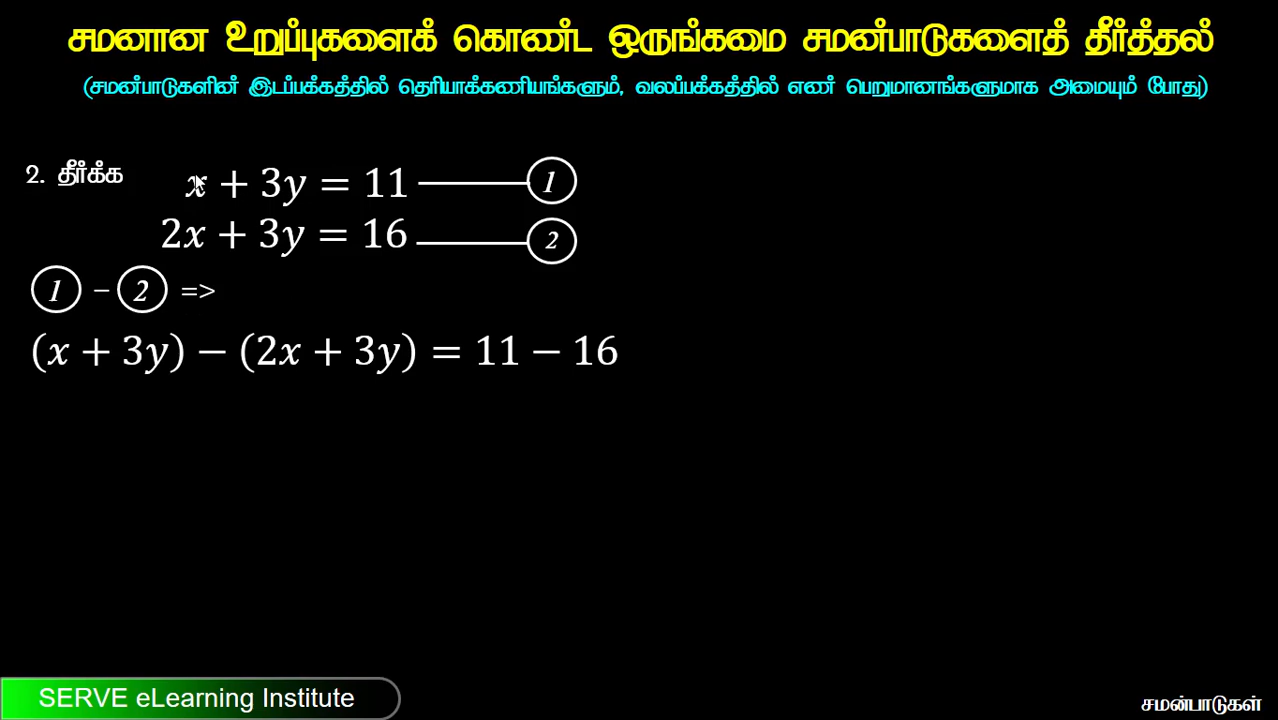 சமனான உறுப்புகளைக் கொண்ட ஒருங்கமை சமன்பாடுகளைத் தீர்த்தல்
(சமன்பாடுகளின் இடப்பக்கத்தில் தெரியாக்கணியங்களும், வலப்பக்கத்தில் எண் பெறுமானங்களுமாக அமையும் போது)
2. தீர்க்க x + 3y = 11 1
2x + 3y = 16 2
1 – 2 =>
(x + 3y) − (2x + 3y) = 11 − 16
SERVE eLearning Institute
சமன்பாடுகள்